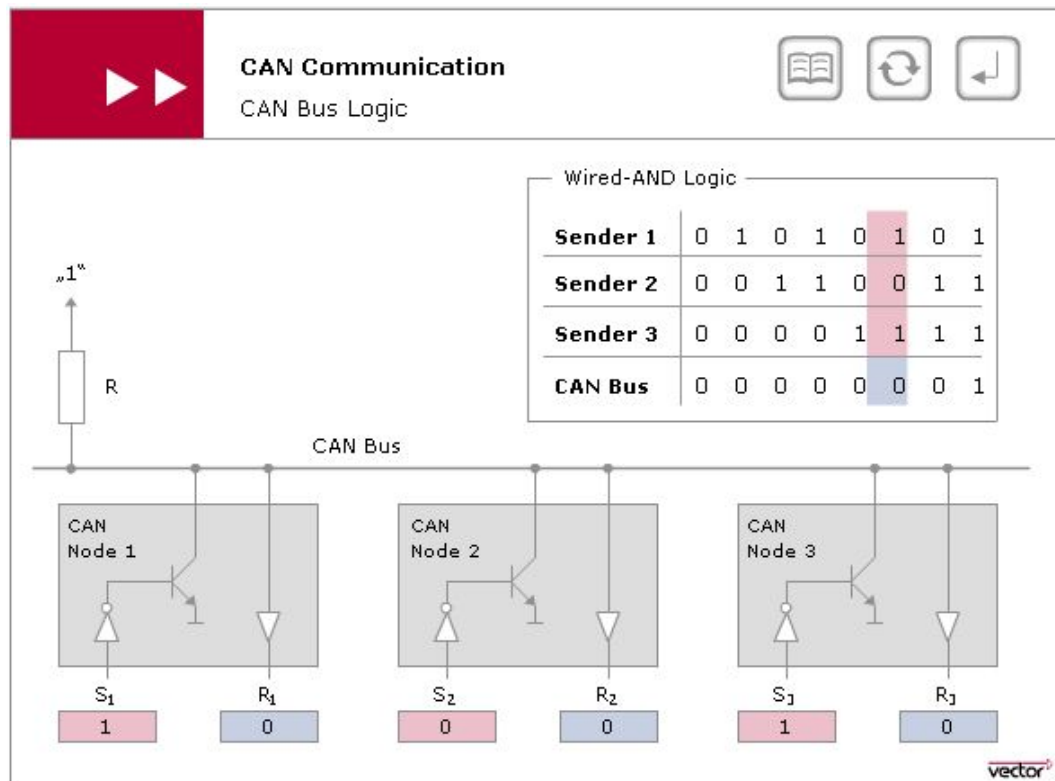 CAN Communication
CAN Bus Logic
Wired-AND Logic
Sender 1 0 1 0 1 0 1 0 1
Sender 2 0 0 1 1 0 0 1 1
Sender 3 0 0 0 0 1 1 1 1
CAN Bus 0 0 0 0 0 0 0 1
„1“
R
CAN Bus
CAN
Node 1
CAN
Node 2
CAN
Node 3
S1 R1 S2 R2 S3 R3
1 0 0 0 1 0
vector